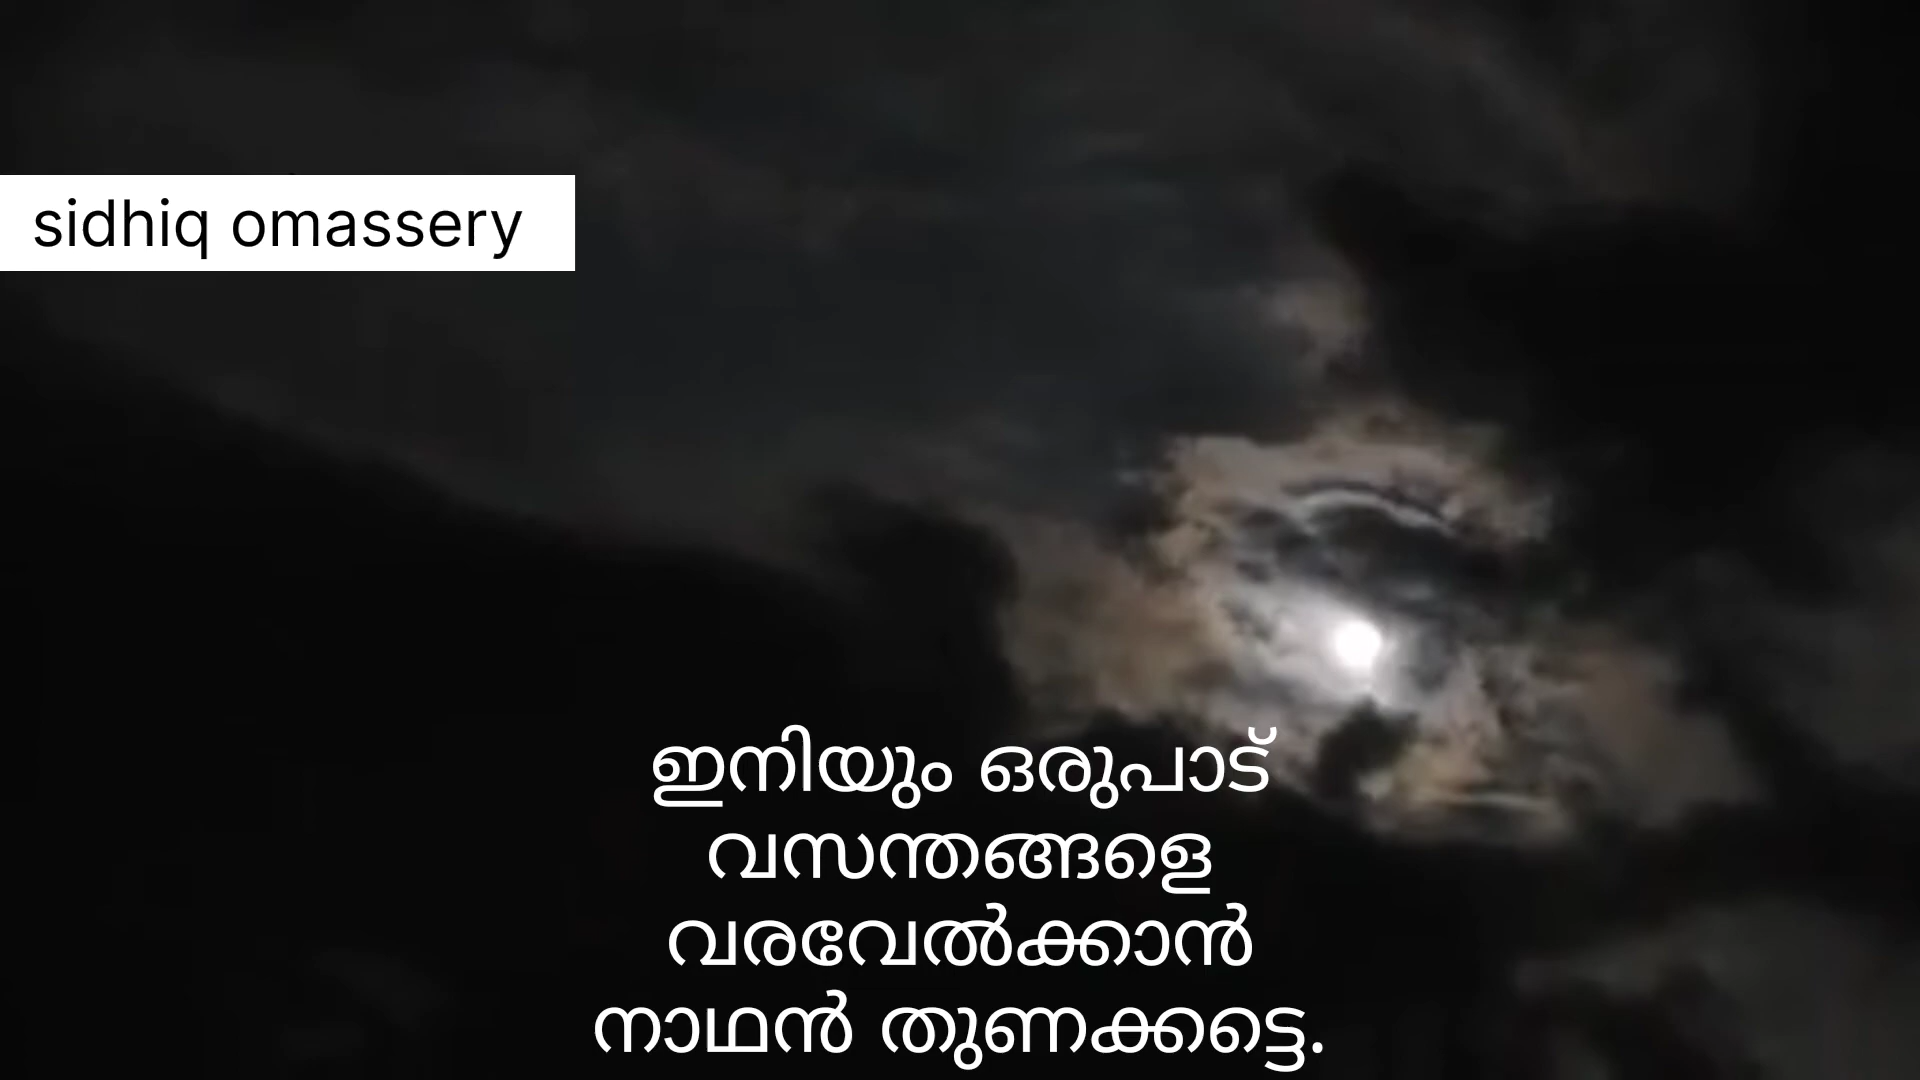 sidhiq omassery
ഇനിയും ഒരുപാട്
വസന്തങ്ങളെ
വരവേൽക്കാൻ
നാഥൻ തുണക്കട്ടെ.